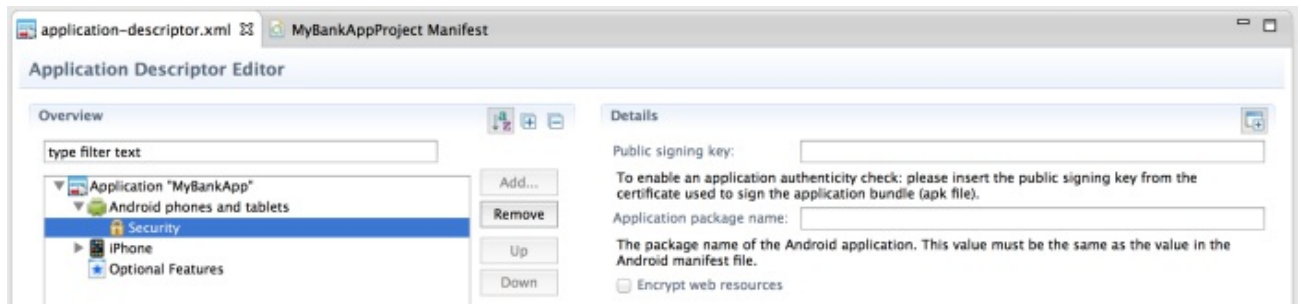 application-descriptor.xml
MyBankAppProject Manifest
Application Descriptor Editor
Overview
type filter text
Application "MyBankApp"
Android phones and tablets
Security
iPhone
Optional Features
Add...
Remove
Up
Down
Details
Public signing key:
To enable an application authenticity check: please insert the public signing key from the
certificate used to sign the application bundle (apk file).
Application package name:
The package name of the Android application. This value must be the same as the value in the
Android manifest file.
Encrypt web resources